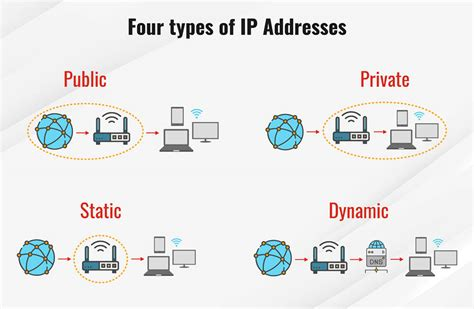 Four types of IP Addresses
Public
Private
Static
Dynamic
DNS